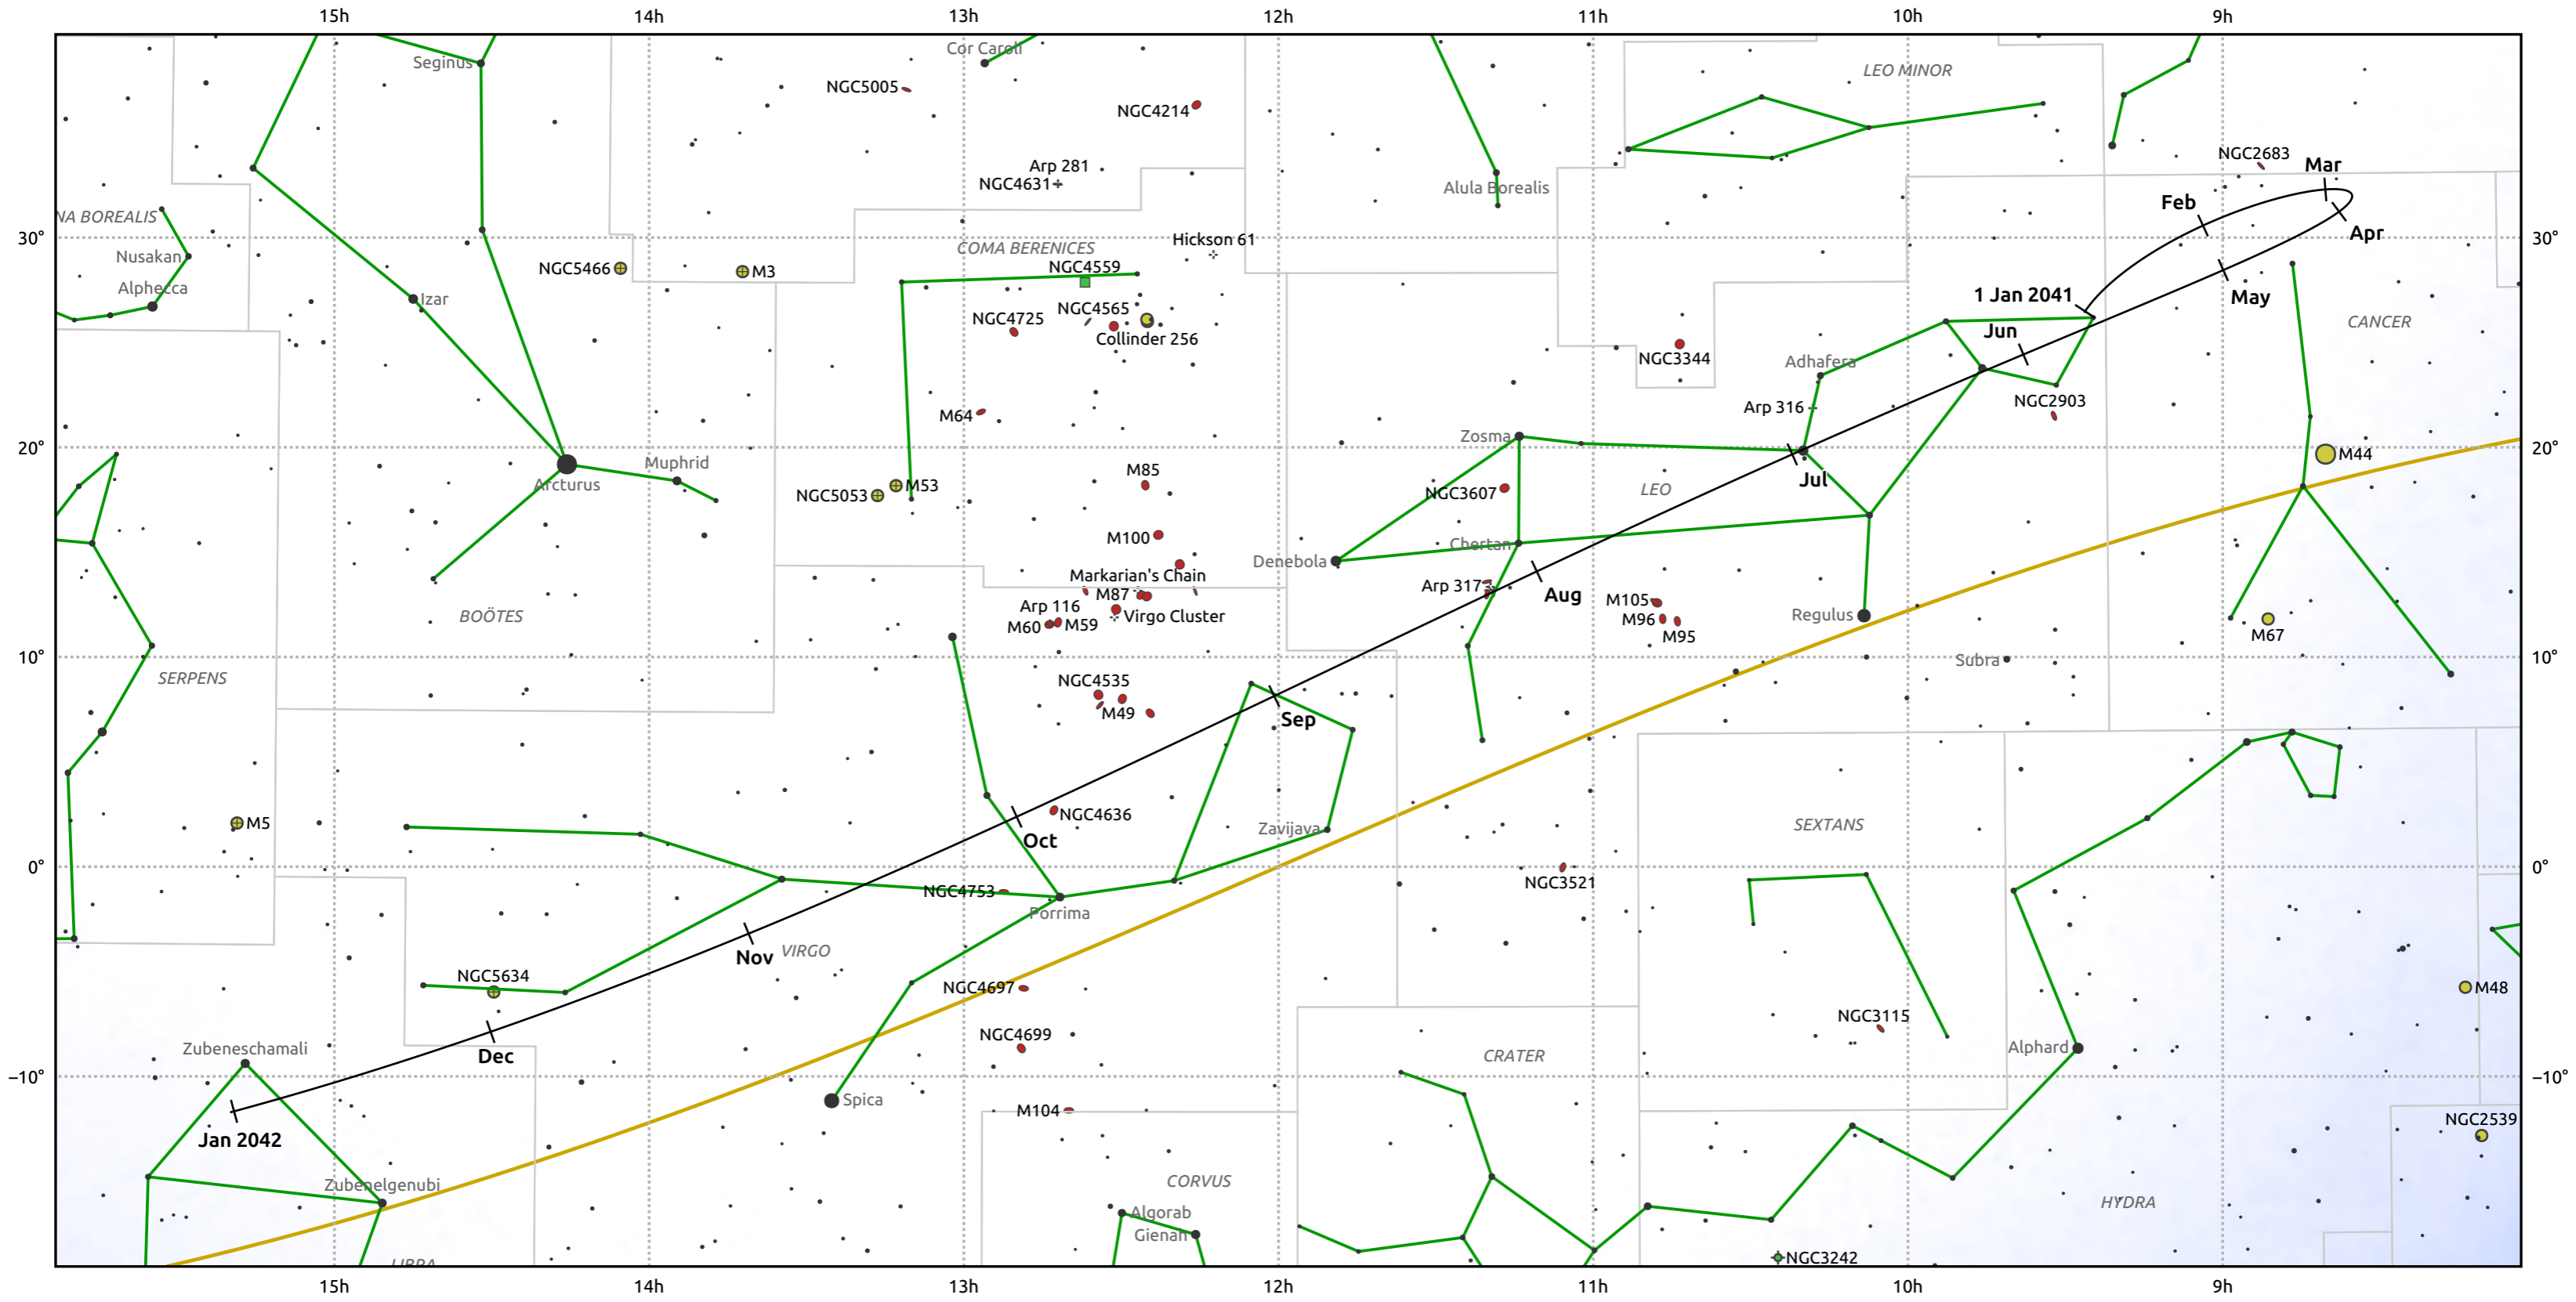 15h 14h 13h 12h 11h 10h 9h
Cor Caroli
Seginus
LEO MINOR
NGC5005
NGC4214
NGC2683
Mar
Arp 281
NGC4631
Alula Borealis
Feb
NA BOREALIS
Apr
30°
30°
COMA BERENICES
Hickson 61
Nusakan
NGC5466
M3
NGC4559
Alphecca
Izar
1 Jan 2041
May
NGC4565
NGC4725
Collinder 256
Jun
CANCER
NGC3344
Adhafera
M64
Arp 316
NGC2903
20°
20°
Zosma
M44
Muphrid
Arcturus
M85
NGC5053
M53
NGC3607
LEO
Jul
M100
Chertan
Denebola
Markarian's Chain
M87
Arp 317
Aug
Arp 116
Virgo Cluster
M60
M59
M105
M96
M95
Regulus
M67
BOÖTES
10°
10°
Subra
SERPENS
NGC4535
M49
Sep
M5
NGC4636
Oct
Zavijava
SEXTANS
0°
0°
NGC4753
Porrima
NGC3521
Nov
VIRGO
NGC5634
NGC4697
M48
NGC3115
NGC4699
Dec
Zubeneschamali
CRATER
Alphard
−10°
−10°
Spica
M104
NGC2539
Jan 2042
CORVUS
Zubenelgenubi
HYDRA
Algorab
Gienah
LIBRA
NGC3242
15h 14h 13h 12h 11h 10h 9h